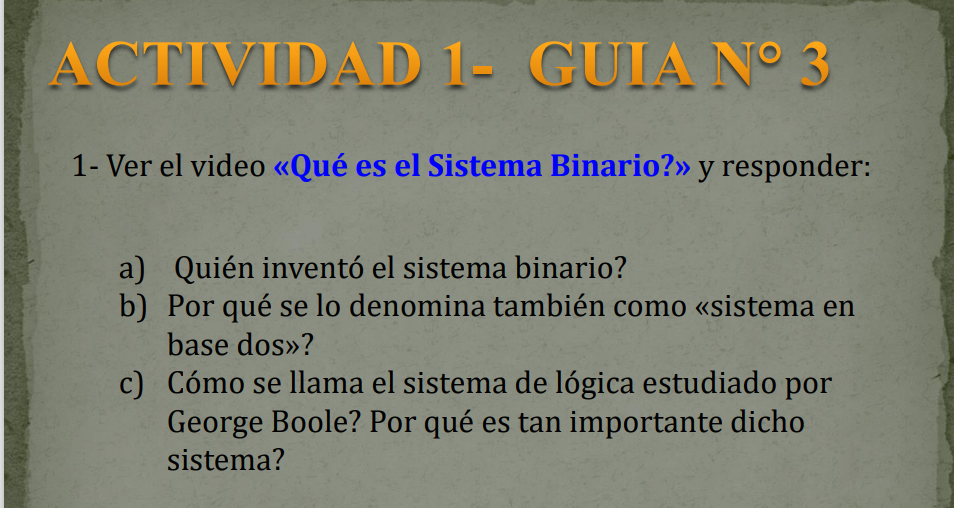 ACTIVIDAD 1- GUIA N° 3
1- Ver el video «Qué es el Sistema Binario?» y responder:
a) Quién inventó el sistema binario?
b) Por qué se lo denomina también como «sistema en
base dos»?
c) Cómo se llama el sistema de lógica estudiado por
George Boole? Por qué es tan importante dicho
sistema?